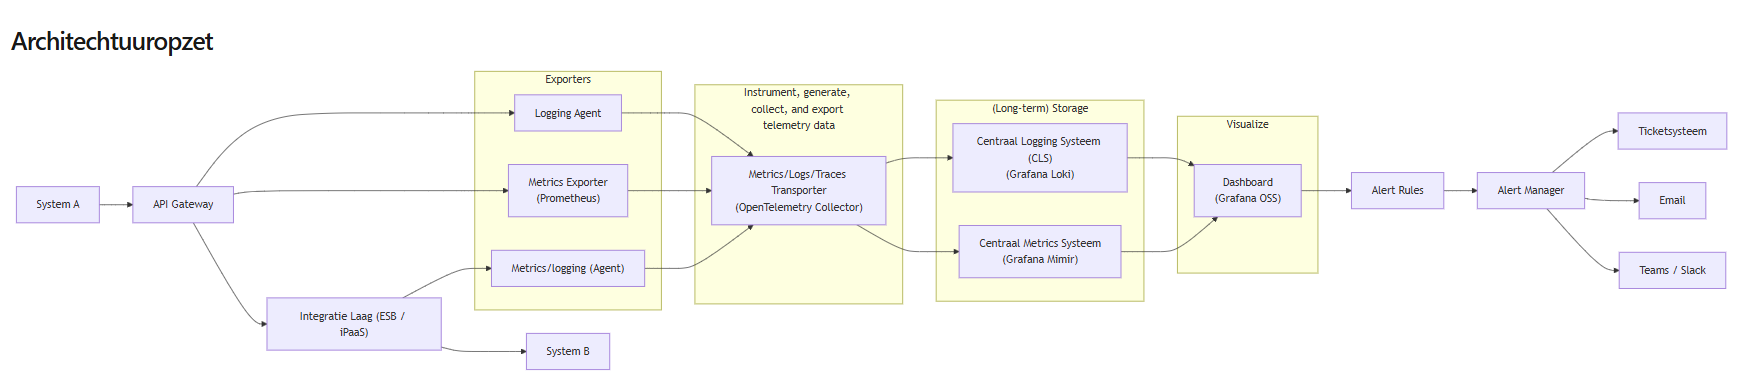 Architechtuuropzet
System A
API Gateway
Integratie Laag (ESB /
iPaaS)
Exporters
Logging Agent
Metrics Exporter
(Prometheus)
Metrics/logging (Agent)
System B
Instrument, generate,
collect, and export
telemetry data
Metrics/Logs/Traces
Transporter
(OpenTelemetry Collector)
(Long-term) Storage
Centraal Logging Systeem
(CLS)
(Grafana Loki)
Centraal Metrics Systeem
(Grafana Mimir)
Visualize
Dashboard
(Grafana OSS)
Alert Rules
Alert Manager
Ticketsysteem
Email
Teams / Slack